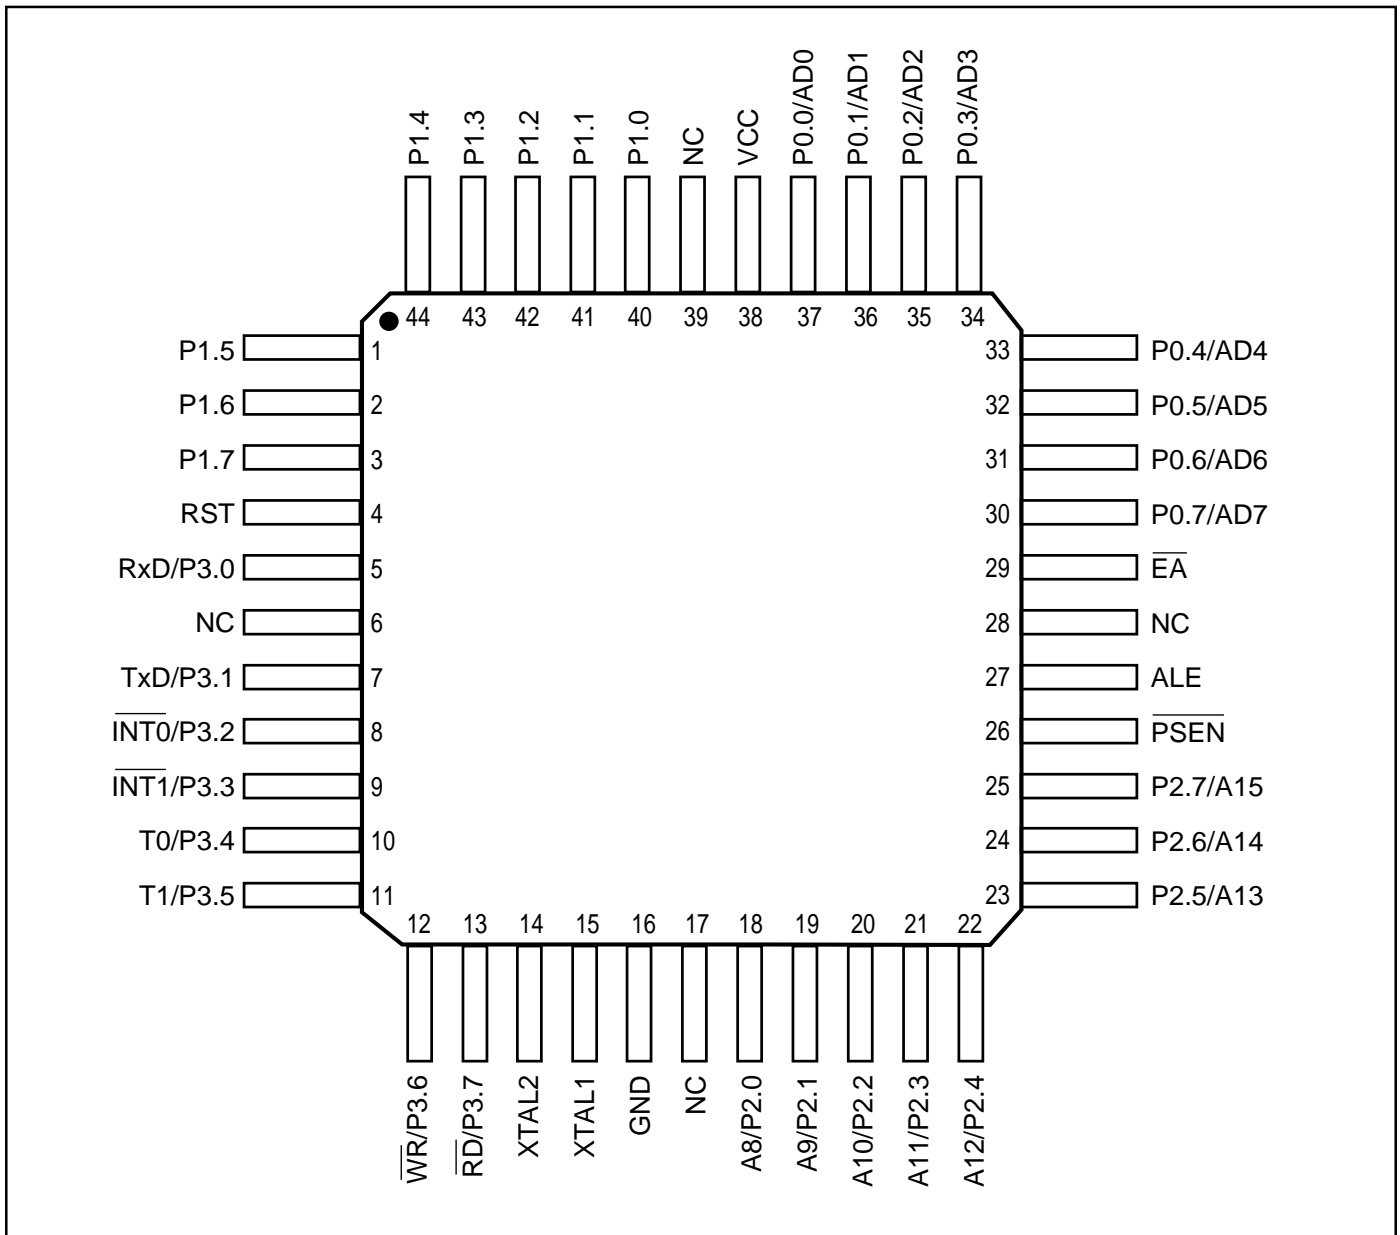 P1.4 P1.3 P1.2 P1.1 P1.0 NC VCC P0.0/AD0 P0.1/AD1 P0.2/AD2 P0.3/AD3
44 43 42 41 40 39 38 37 36 35 34
P1.5 1 33 P0.4/AD4
P1.6 2 32 P0.5/AD5
P1.7 3 31 P0.6/AD6
RST 4 30 P0.7/AD7
RxD/P3.0 5 29 E̅A̅
NC 6 28 NC
TxD/P3.1 7 27 ALE
I̅N̅T̅0̅/P3.2 8 26 P̅S̅E̅N̅
I̅N̅T̅1̅/P3.3 9 25 P2.7/A15
T0/P3.4 10 24 P2.6/A14
T1/P3.5 11 23 P2.5/A13
12 13 14 15 16 17 18 19 20 21 22
W̅R̅/P3.6 R̅D̅/P3.7 XTAL2 XTAL1 GND NC A8/P2.0 A9/P2.1 A10/P2.2 A11/P2.3 A12/P2.4